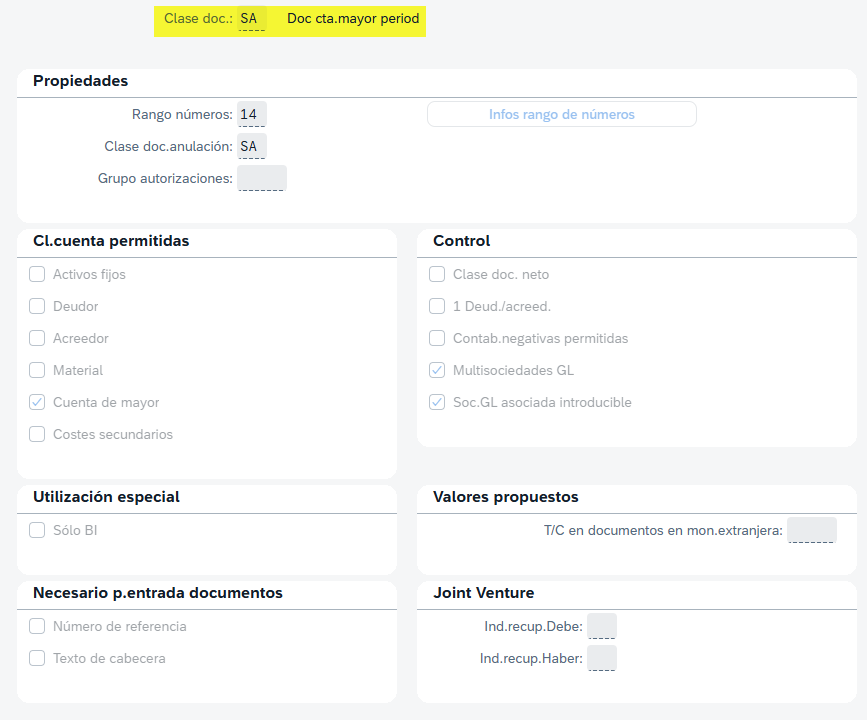 Clase doc.: SA Doc cta.mayor period
Propiedades
Rango números: 14 Infos rango de números
Clase doc.anulación: SA
Grupo autorizaciones:
Cl.cuenta permitidas
Activos fijos
Deudor
Acreedor
Material
Cuenta de mayor
Costes secundarios
Control
Clase doc. neto
1 Deud./acreed.
Contab.negativas permitidas
Multisociedades GL
Soc.GL asociada introducible
Utilización especial
Sólo BI
Valores propuestos
T/C en documentos en mon.extranjera:
Necesario p.entrada documentos
Número de referencia
Texto de cabecera
Joint Venture
Ind.recup.Debe:
Ind.recup.Haber: